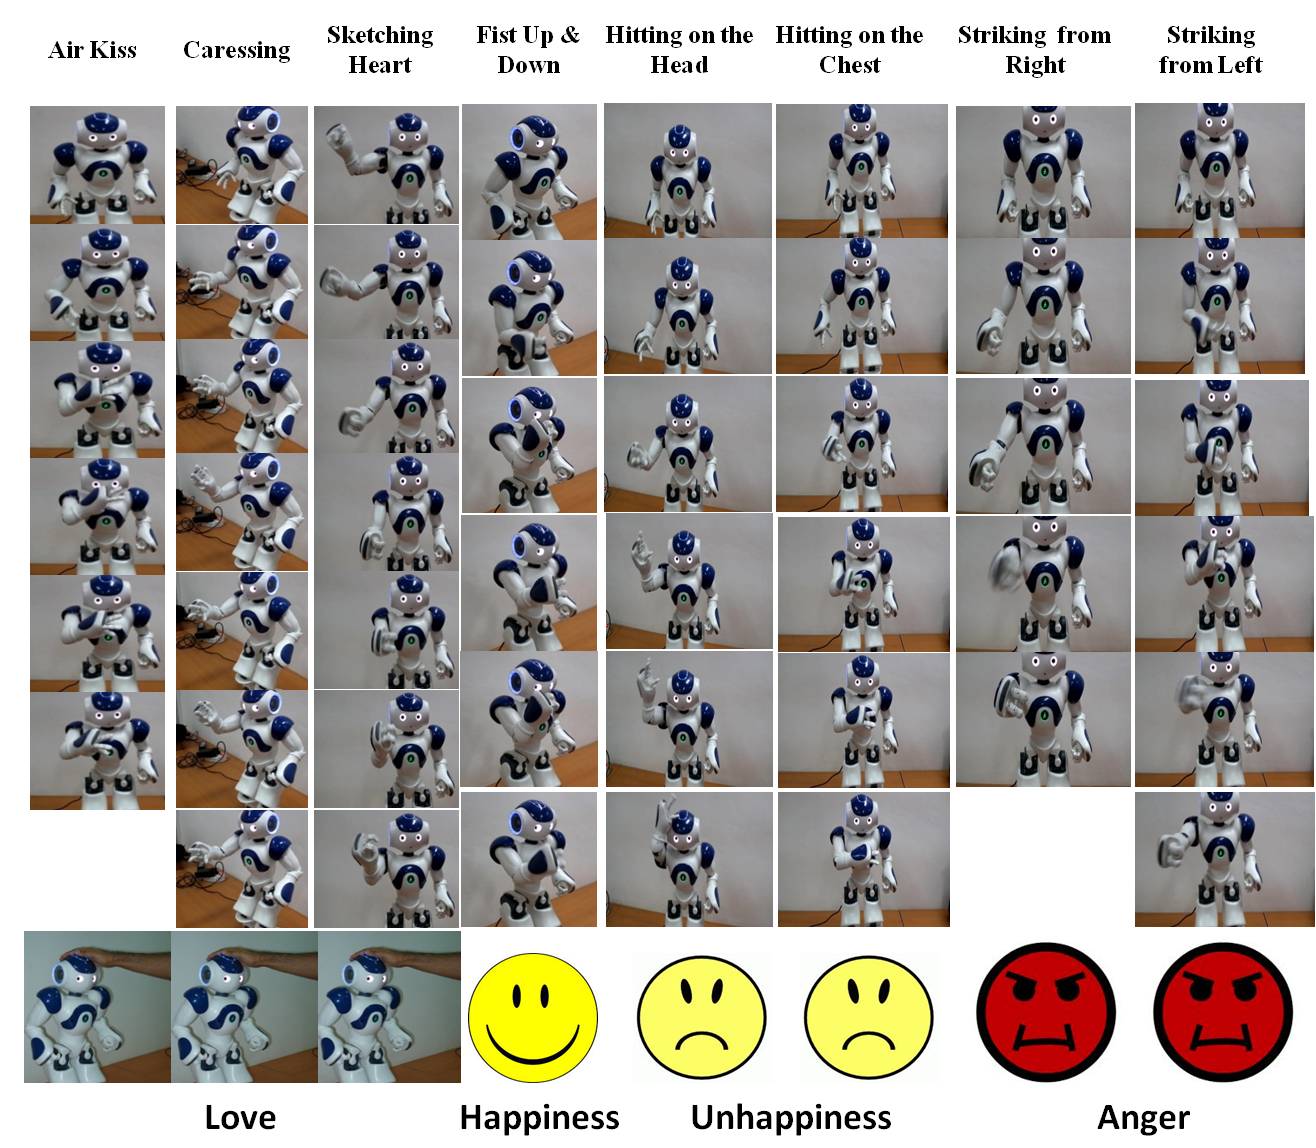 Air Kiss
Caressing
Sketching
Heart
Fist Up &
Down
Hitting on the
Head
Hitting on the
Chest
Striking from
Right
Striking
from Left
Love
Happiness
Unhappiness
Anger